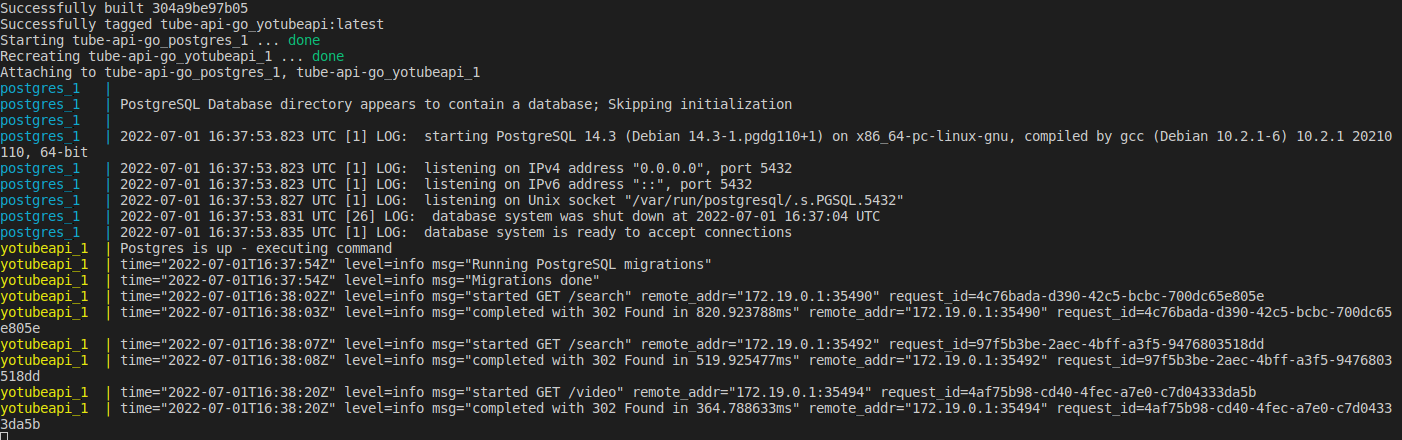 Successfully built 304a9be97b05
Successfully tagged tube-api-go_yotubeapi:latest
Starting tube-api-go_postgres_1 ... done
Recreating tube-api-go_yotubeapi_1 ... done
Attaching to tube-api-go_postgres_1, tube-api-go_yotubeapi_1
postgres_1   |
postgres_1   | PostgreSQL Database directory appears to contain a database; Skipping initialization
postgres_1   |
postgres_1   | 2022-07-01 16:37:53.823 UTC [1] LOG:  starting PostgreSQL 14.3 (Debian 14.3-1.pgdg110+1) on x86_64-pc-linux-gnu, compiled by gcc (Debian 10.2.1-6) 10.2.1 20210
110, 64-bit
postgres_1   | 2022-07-01 16:37:53.823 UTC [1] LOG:  listening on IPv4 address "0.0.0.0", port 5432
postgres_1   | 2022-07-01 16:37:53.823 UTC [1] LOG:  listening on IPv6 address "::", port 5432
postgres_1   | 2022-07-01 16:37:53.827 UTC [1] LOG:  listening on Unix socket "/var/run/postgresql/.s.PGSQL.5432"
postgres_1   | 2022-07-01 16:37:53.831 UTC [26] LOG:  database system was shut down at 2022-07-01 16:37:04 UTC
postgres_1   | 2022-07-01 16:37:53.835 UTC [1] LOG:  database system is ready to accept connections
yotubeapi_1  | Postgres is up - executing command
yotubeapi_1  | time="2022-07-01T16:37:54Z" level=info msg="Running PostgreSQL migrations"
yotubeapi_1  | time="2022-07-01T16:37:54Z" level=info msg="Migrations done"
yotubeapi_1  | time="2022-07-01T16:38:02Z" level=info msg="started GET /search" remote_addr="172.19.0.1:35490" request_id=4c76bada-d390-42c5-bcbc-700dc65e805e
yotubeapi_1  | time="2022-07-01T16:38:03Z" level=info msg="completed with 302 Found in 820.923788ms" remote_addr="172.19.0.1:35490" request_id=4c76bada-d390-42c5-bcbc-700dc65
e805e
yotubeapi_1  | time="2022-07-01T16:38:07Z" level=info msg="started GET /search" remote_addr="172.19.0.1:35492" request_id=97f5b3be-2aec-4bff-a3f5-9476803518dd
yotubeapi_1  | time="2022-07-01T16:38:08Z" level=info msg="completed with 302 Found in 519.925477ms" remote_addr="172.19.0.1:35492" request_id=97f5b3be-2aec-4bff-a3f5-9476803
518dd
yotubeapi_1  | time="2022-07-01T16:38:20Z" level=info msg="started GET /video" remote_addr="172.19.0.1:35494" request_id=4af75b98-cd40-4fec-a7e0-c7d04333da5b
yotubeapi_1  | time="2022-07-01T16:38:20Z" level=info msg="completed with 302 Found in 364.788633ms" remote_addr="172.19.0.1:35494" request_id=4af75b98-cd40-4fec-a7e0-c7d0433
3da5b